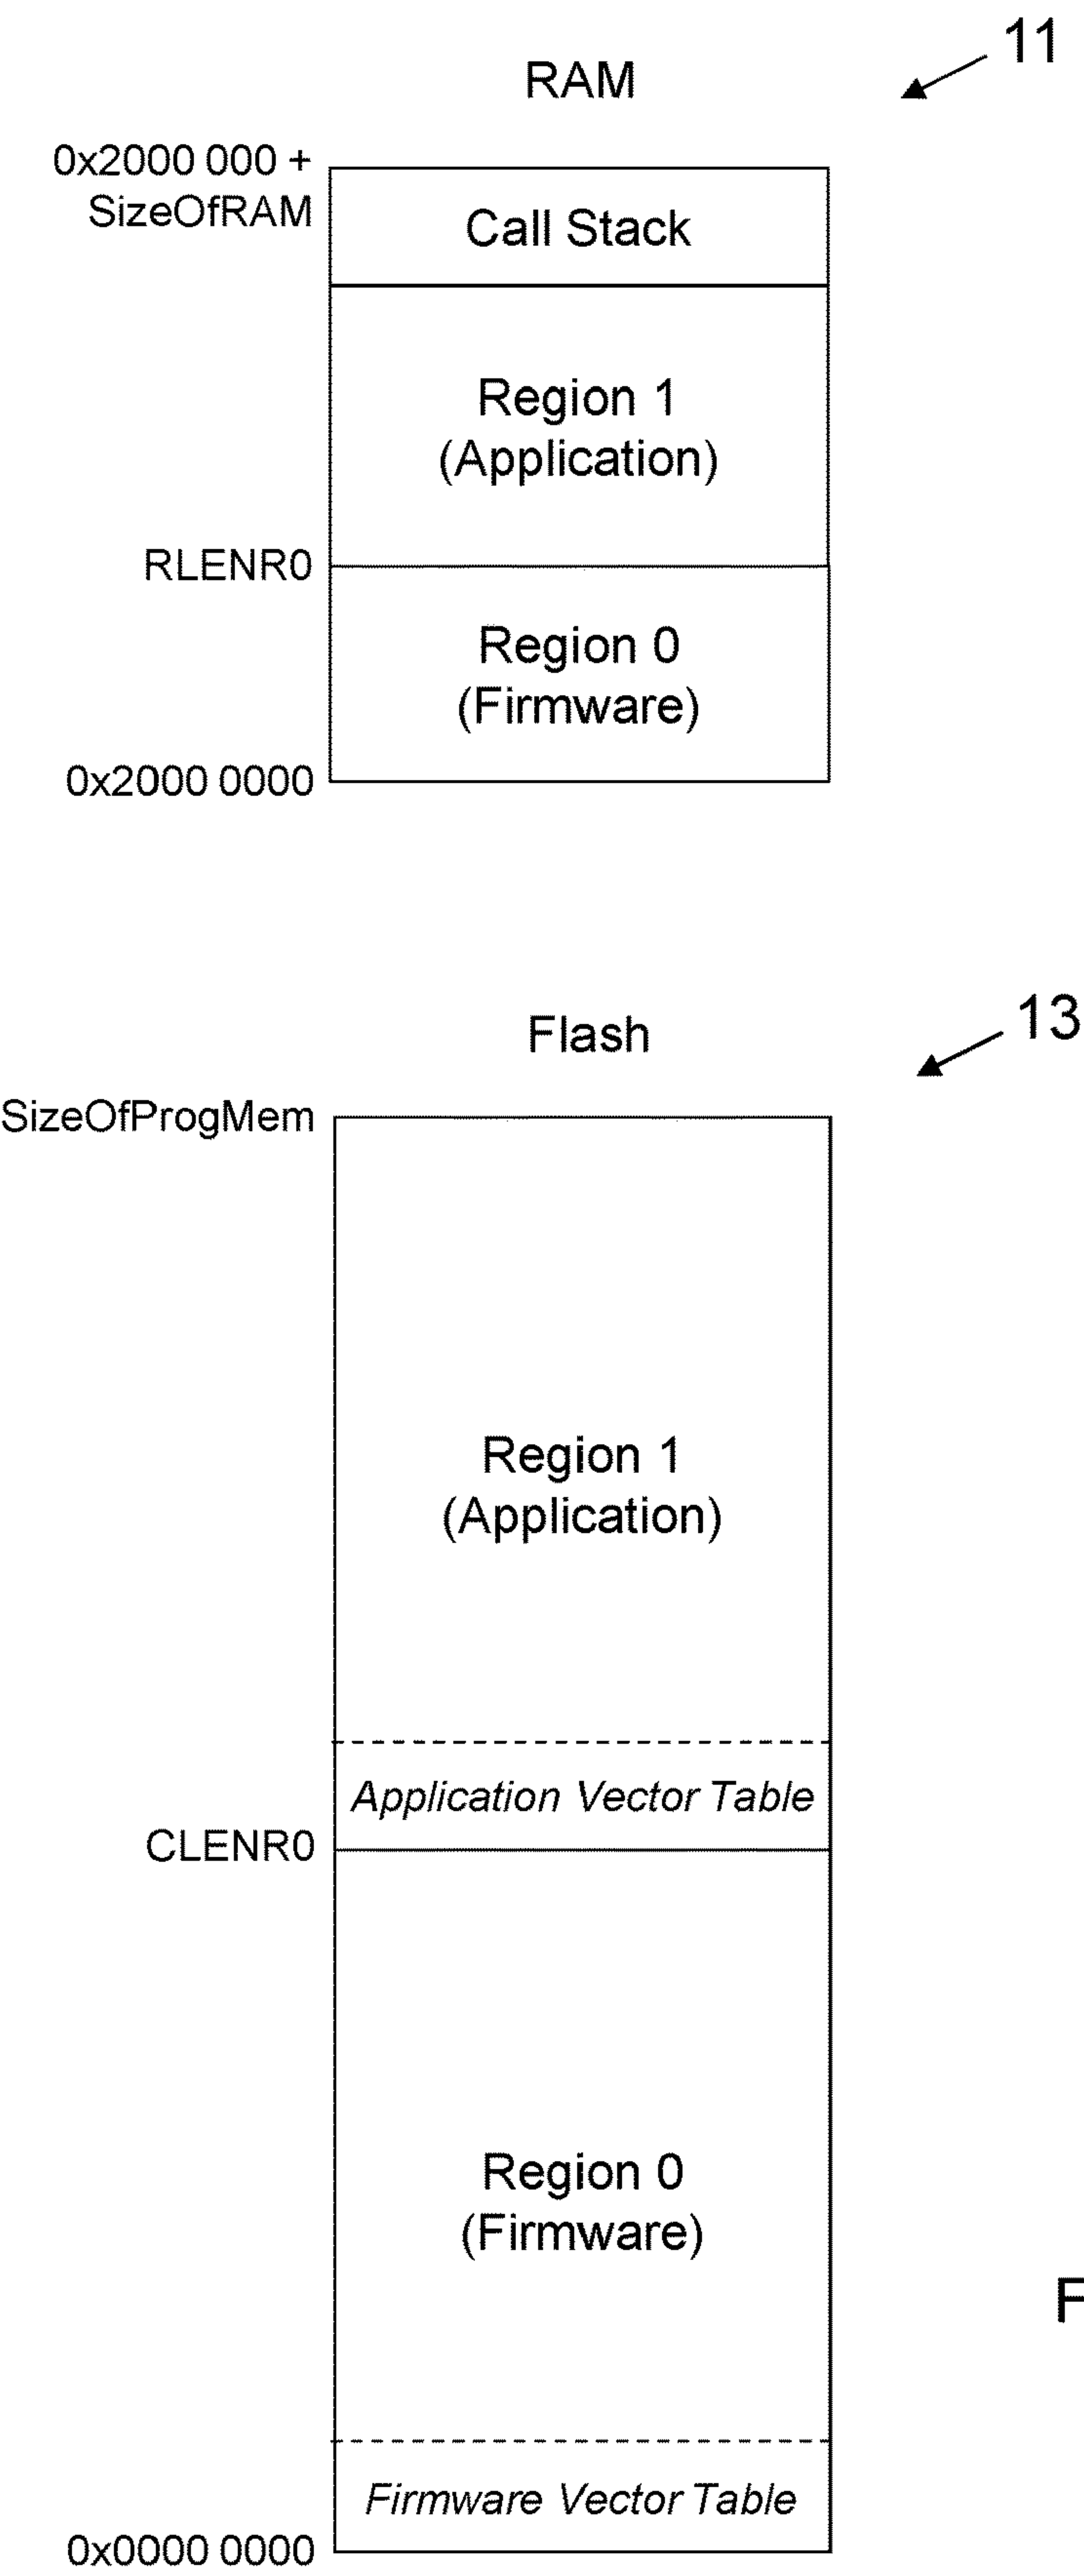 11
RAM
0x2000 000 +
SizeOfRAM
Call Stack
Region 1
(Application)
RLENR0
Region 0
(Firmware)
0x2000 0000
13
Flash
SizeOfProgMem
Region 1
(Application)
Application Vector Table
CLENR0
Region 0
(Firmware)
F
Firmware Vector Table
0x0000 0000